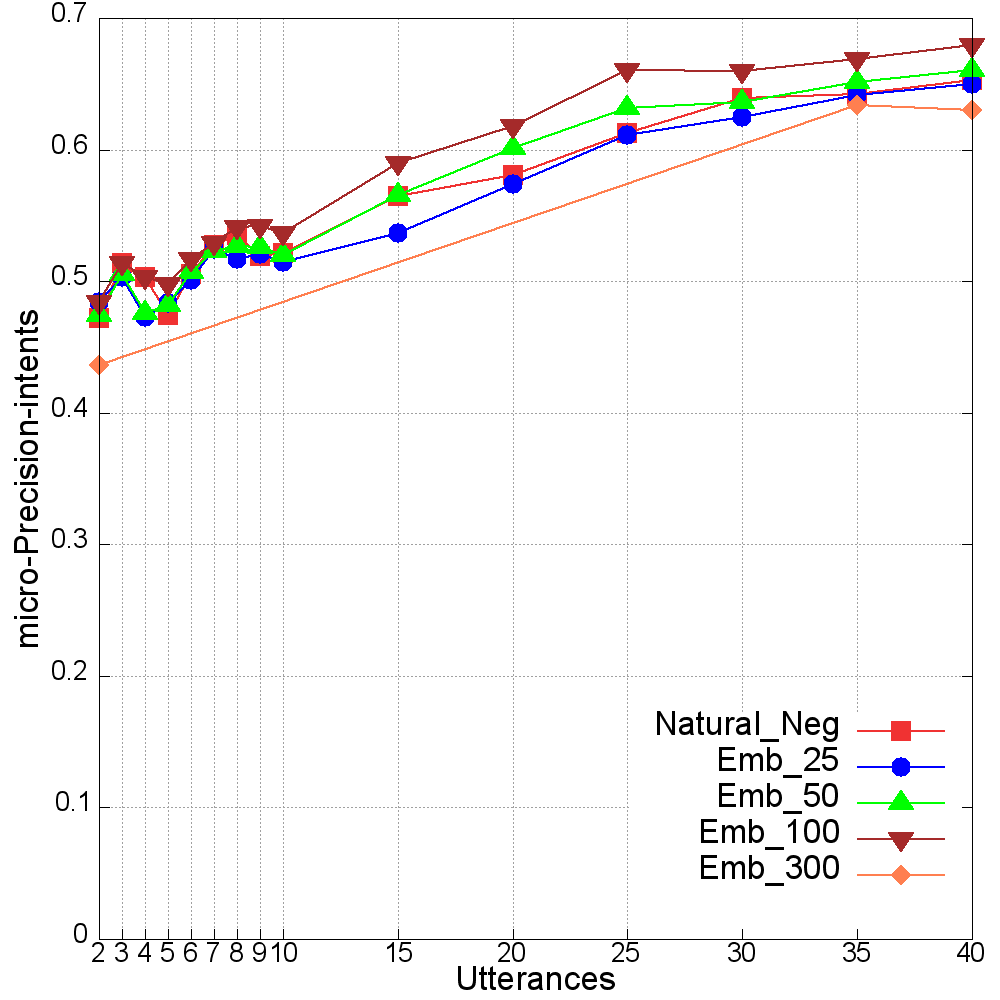 0.7
0.6
0.5
0.4
0.3
0.2
0.1
0
micro-Precision-intents
Natural_Neg
Emb_25
Emb_50
Emb_100
Emb_300
2 3 4 5 6 7 8 9 10 15 20 25 30 35 40
Utterances